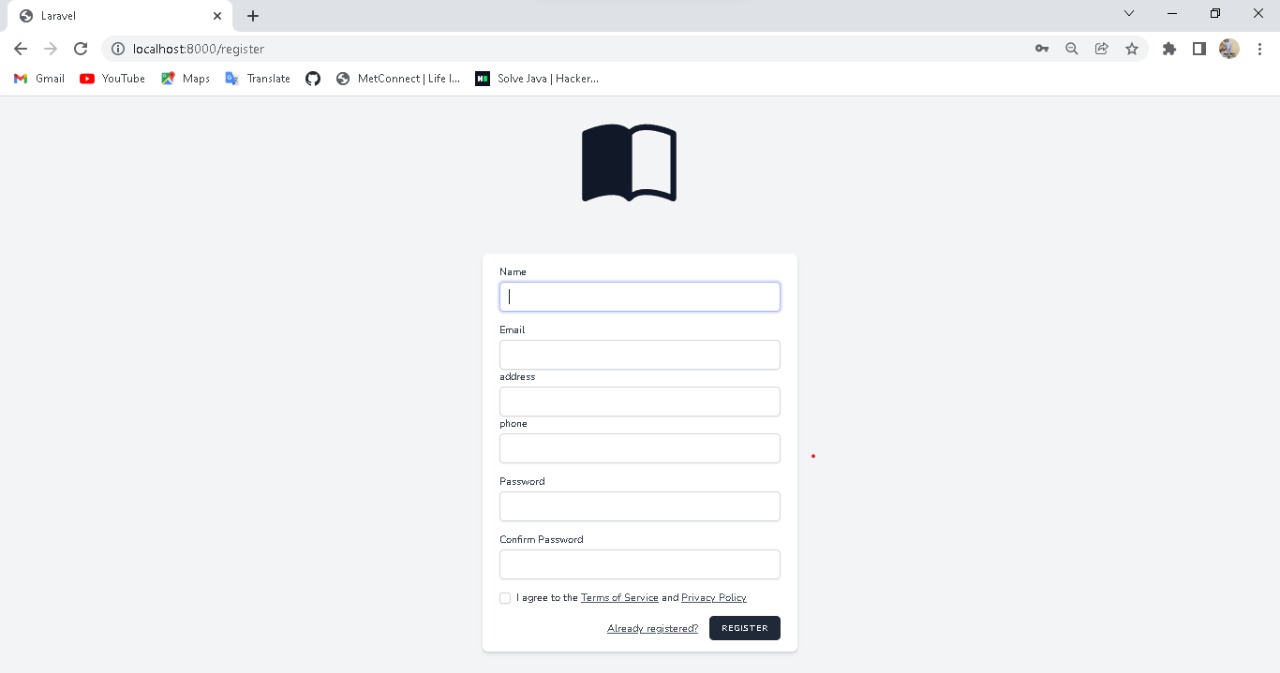 Laravel
localhost:8000/register
Gmail YouTube Maps Translate MetConnect | Life I... Solve Java | Hacker...
Name
Email
address
phone
Password
Confirm Password
I agree to the Terms of Service and Privacy Policy
Already registered? REGISTER